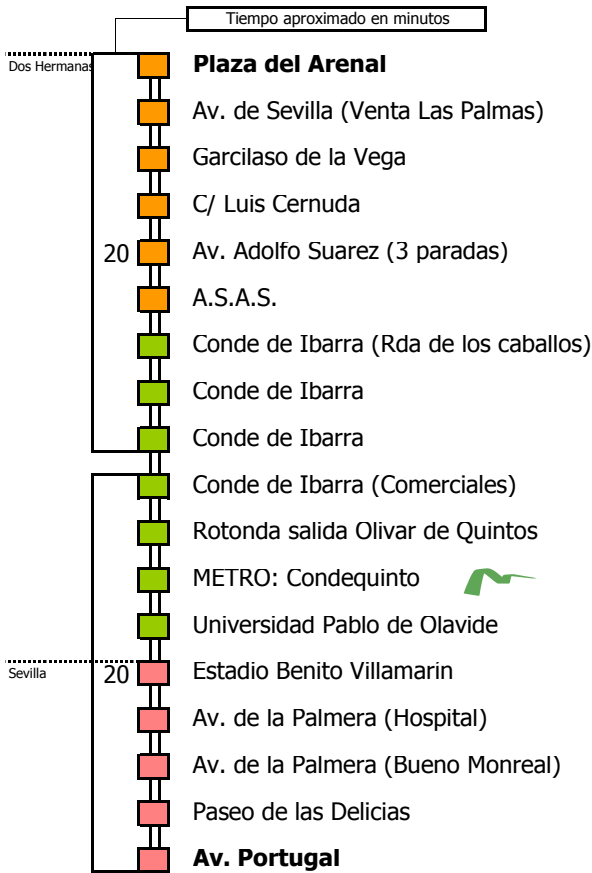 Tiempo aproximado en minutos
Dos Hermanas
Plaza del Arenal
Av. de Sevilla (Venta Las Palmas)
Garcilaso de la Vega
C/ Luis Cernuda
20
Av. Adolfo Suarez (3 paradas)
A.S.A.S.
Conde de Ibarra (Rda de los caballos)
Conde de Ibarra
Conde de Ibarra
Conde de Ibarra (Comerciales)
Rotonda salida Olivar de Quintos
METRO: Condequinto
Universidad Pablo de Olavide
Sevilla
20
Estadio Benito Villamarin
Av. de la Palmera (Hospital)
Av. de la Palmera (Bueno Monreal)
Paseo de las Delicias
Av. Portugal